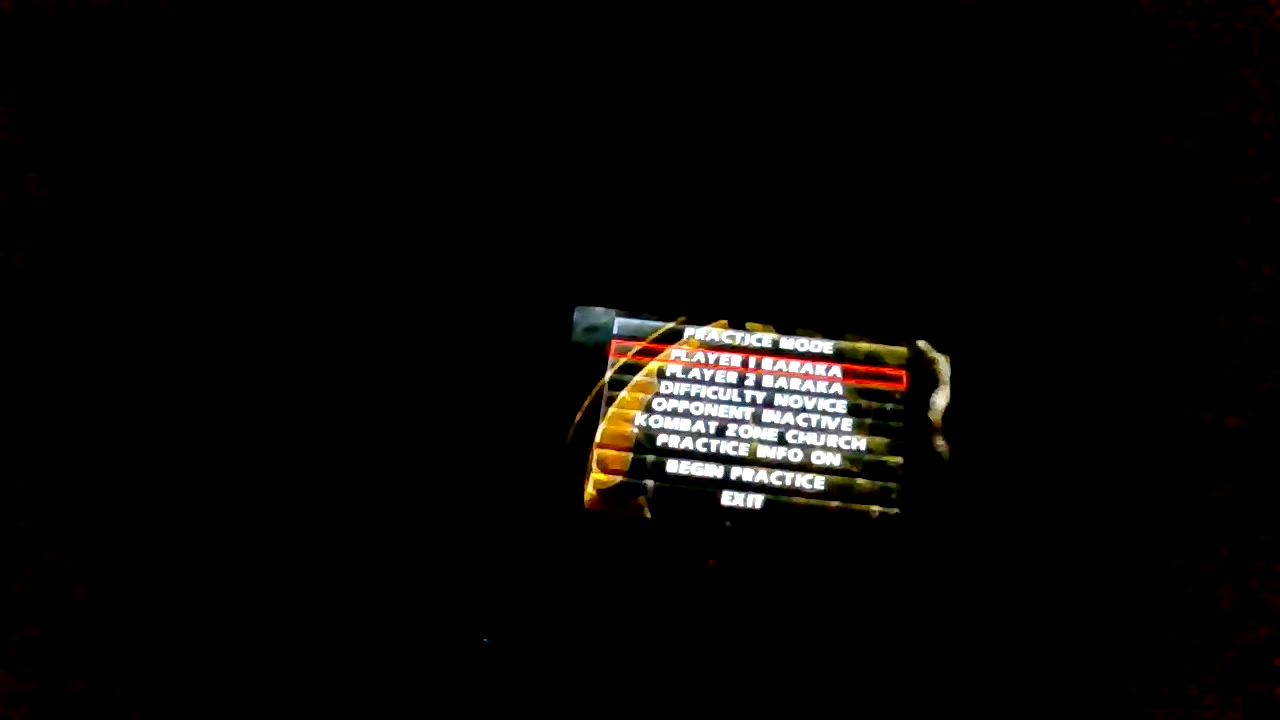 PRACTICE MODE
PLAYER 1 BARAKA
PLAYER 2 BARAKA
DIFFICULTY NOVICE
OPPONENT INACTIVE
KOMBAT ZONE CHURCH
PRACTICE INFO ON
BEGIN PRACTICE
EXIT